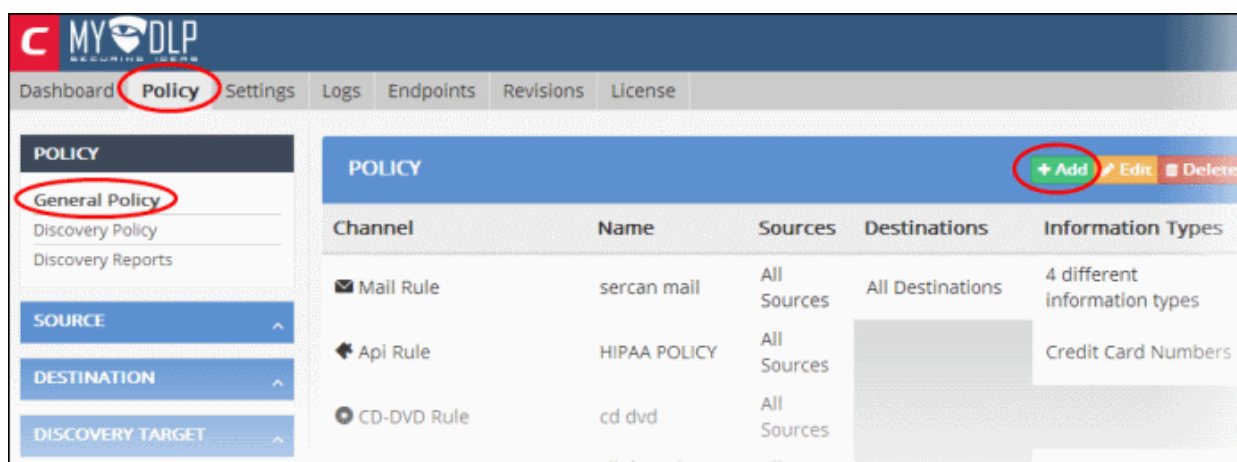 C MY DLP
SECURING IDEAS
Dashboard Policy Settings Logs Endpoints Revisions License
POLICY
General Policy
Discovery Policy
Discovery Reports
SOURCE
DESTINATION
DISCOVERY TARGET
POLICY
+ Add Edit Delete
Channel Name Sources Destinations Information Types
Mail Rule sercan mail All Sources All Destinations 4 different information types
Api Rule HIPAA POLICY All Sources Credit Card Numbers
CD-DVD Rule cd dvd All Sources